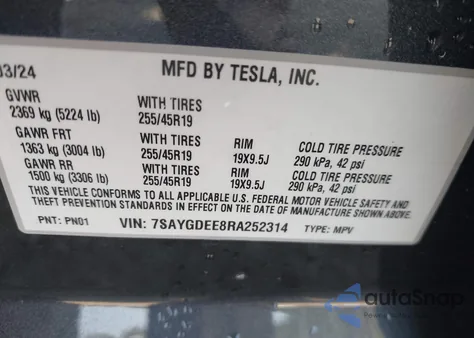 03/24 MFD BY TESLA, INC.
GVWR WITH TIRES
2369 kg (5224 lb) 255/45R19
GAWR FRT WITH TIRES RIM COLD TIRE PRESSURE
1363 kg (3004 lb) 255/45R19 19X9.5J 290 kPa, 42 psi
GAWR RR WITH TIRES RIM COLD TIRE PRESSURE
1500 kg (3306 lb) 255/45R19 19X9.5J 290 kPa, 42 psi
THIS VEHICLE CONFORMS TO ALL APPLICABLE U.S. FEDERAL MOTOR VEHICLE SAFETY AND
THEFT PREVENTION STANDARDS IN EFFECT ON THE DATE OF MANUFACTURE SHOWN ABOVE.
PNT: PN01 VIN: 7SAYGDEE8RA252314 TYPE: MPV
autoSnap